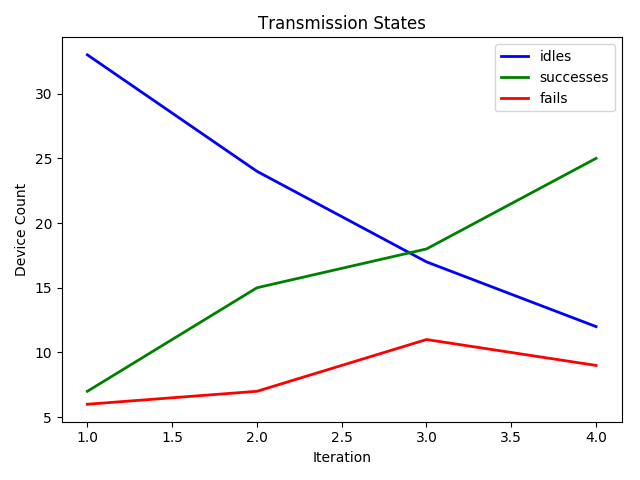 Transmission States
idles
successes
fails
Device Count
30
25
20
15
10
5
1.0 1.5 2.0 2.5 3.0 3.5 4.0
Iteration